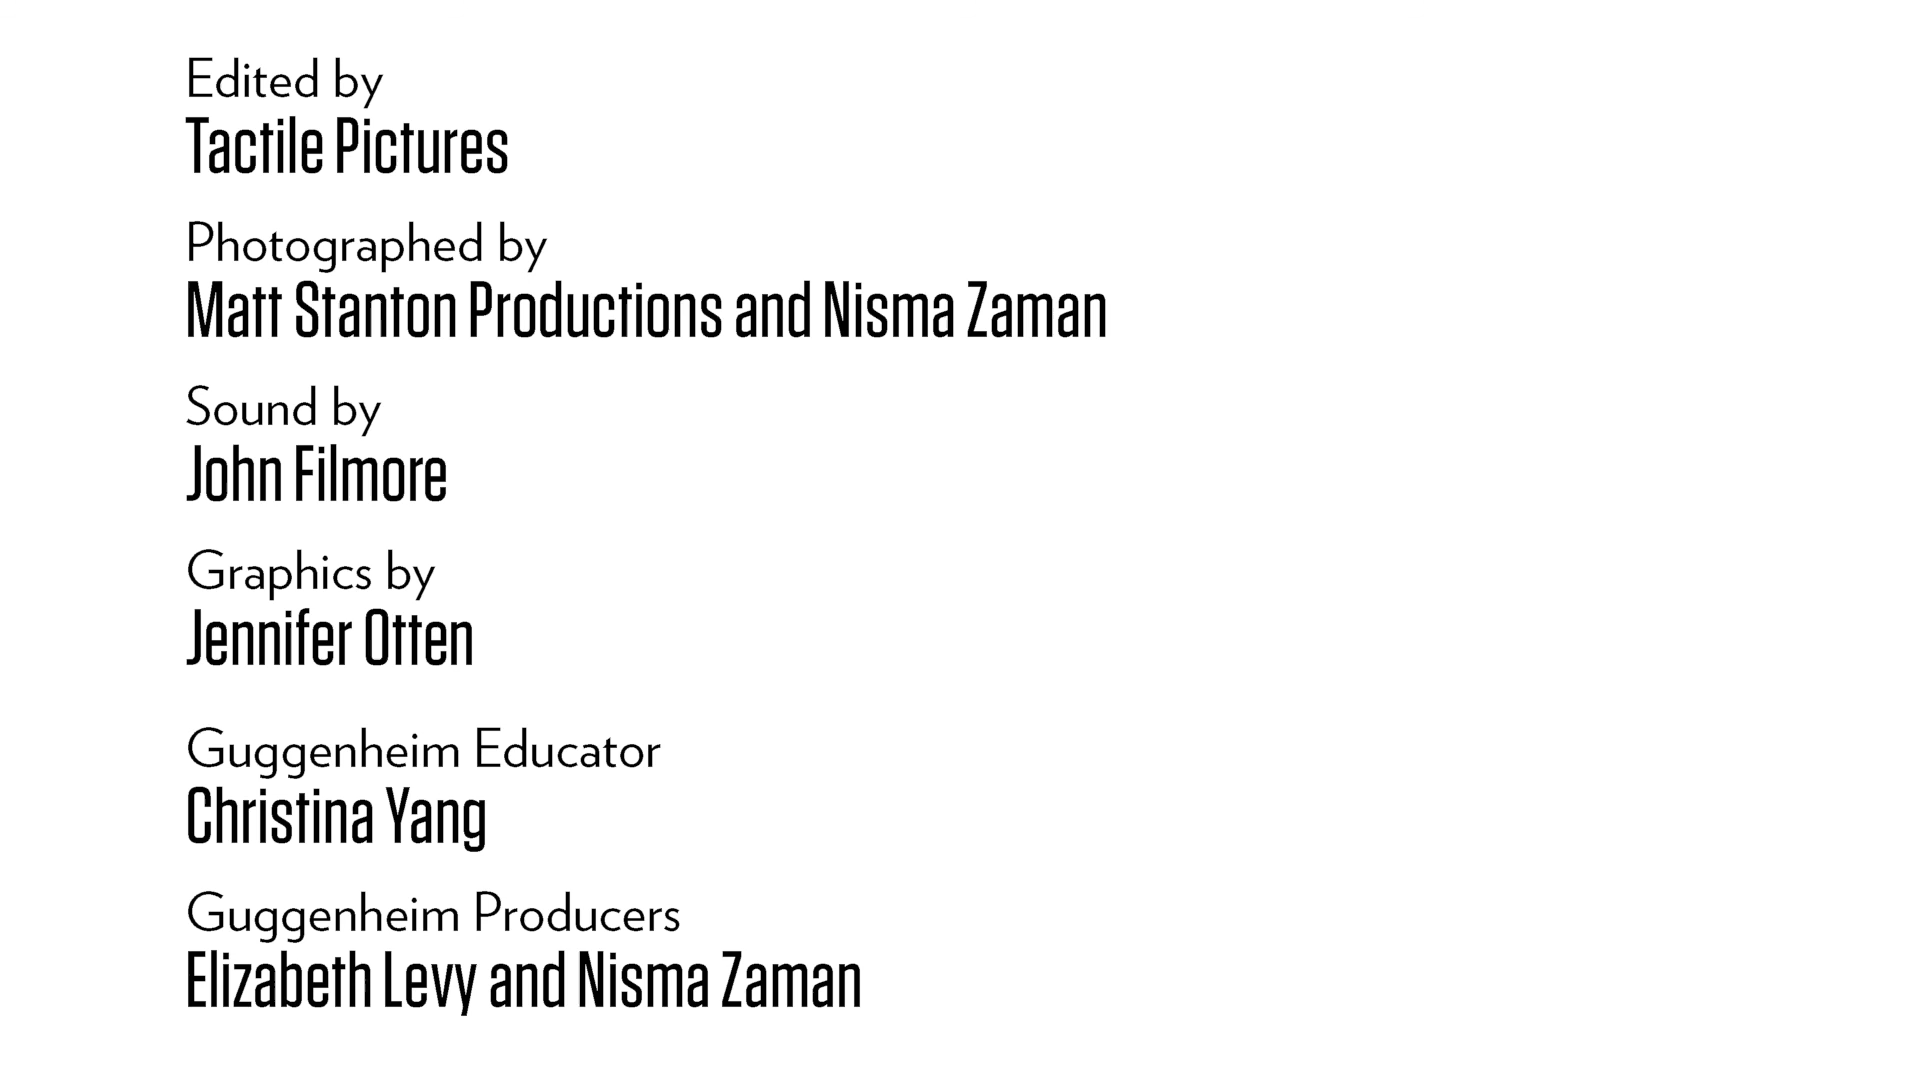 Edited by
Tactile Pictures
Photographed by
Matt Stanton Productions and Nisma Zaman
Sound by
John Filmore
Graphics by
Jennifer Otten
Guggenheim Educator
Christina Yang
Guggenheim Producers
Elizabeth Levy and Nisma Zaman